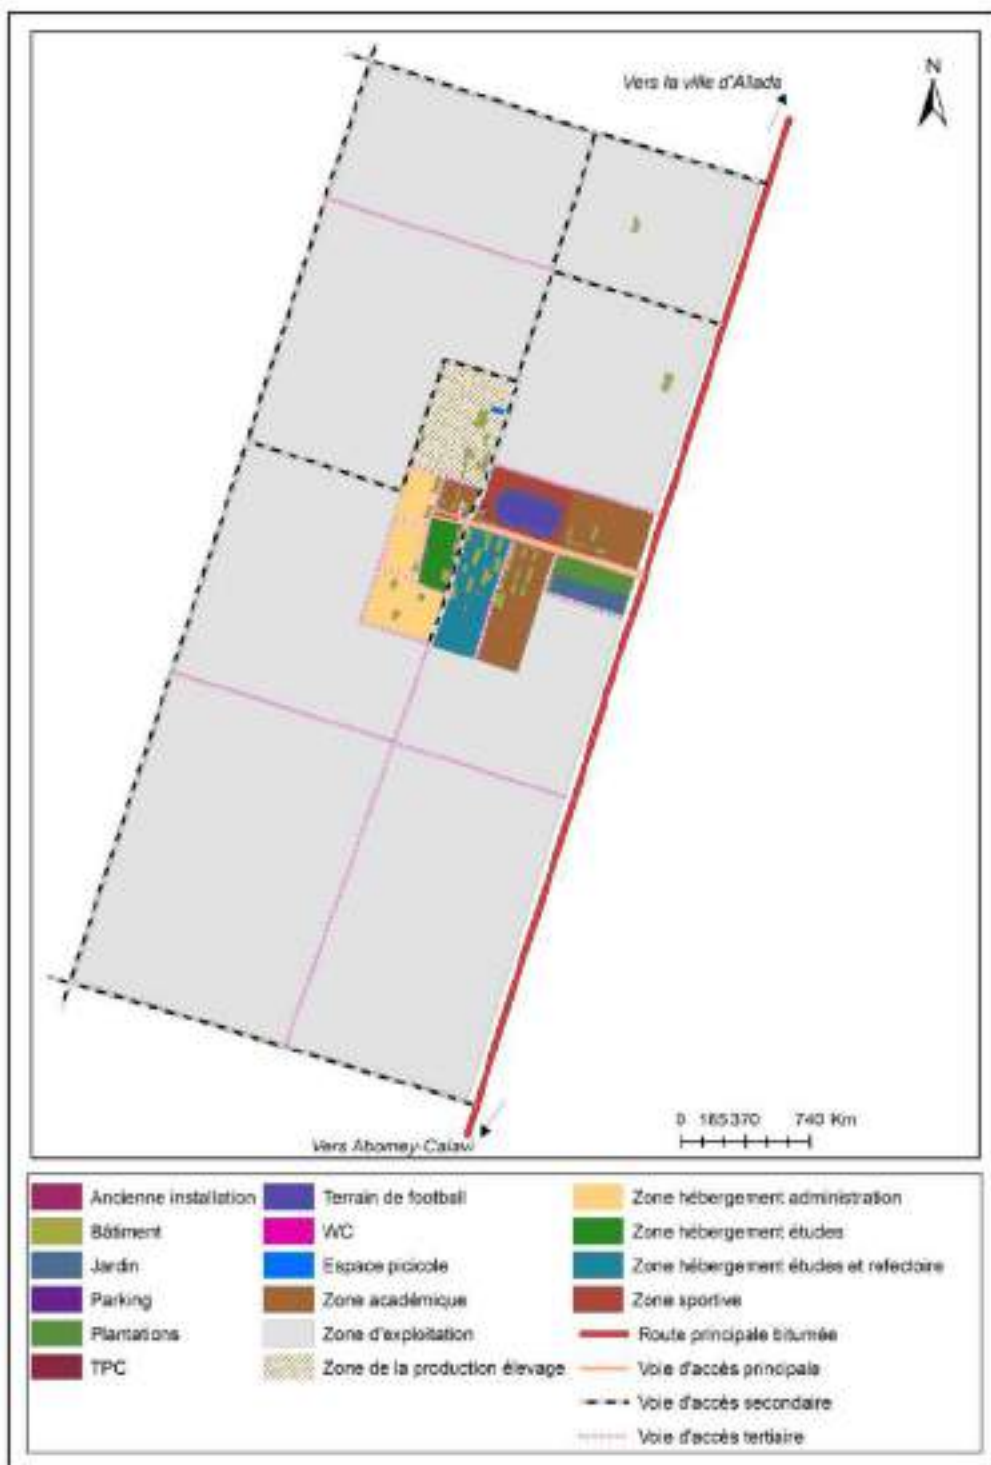 Vers la ville d'Allada
N
0 185370 740 Km
Vers Abomey-Calavi
Ancienne installation
Bâtiment
Jardin
Parking
Plantations
TPC
Terrain de football
WC
Espace picicole
Zone académique
Zone d'exploitation
Zone de la production élevage
Zone hébergement administration
Zone hébergement études
Zone hébergement études et refectoire
Zone sportive
Route principale bitumée
Voie d'accès principale
Voie d'accès secondaire
Voie d'accès tertiaire